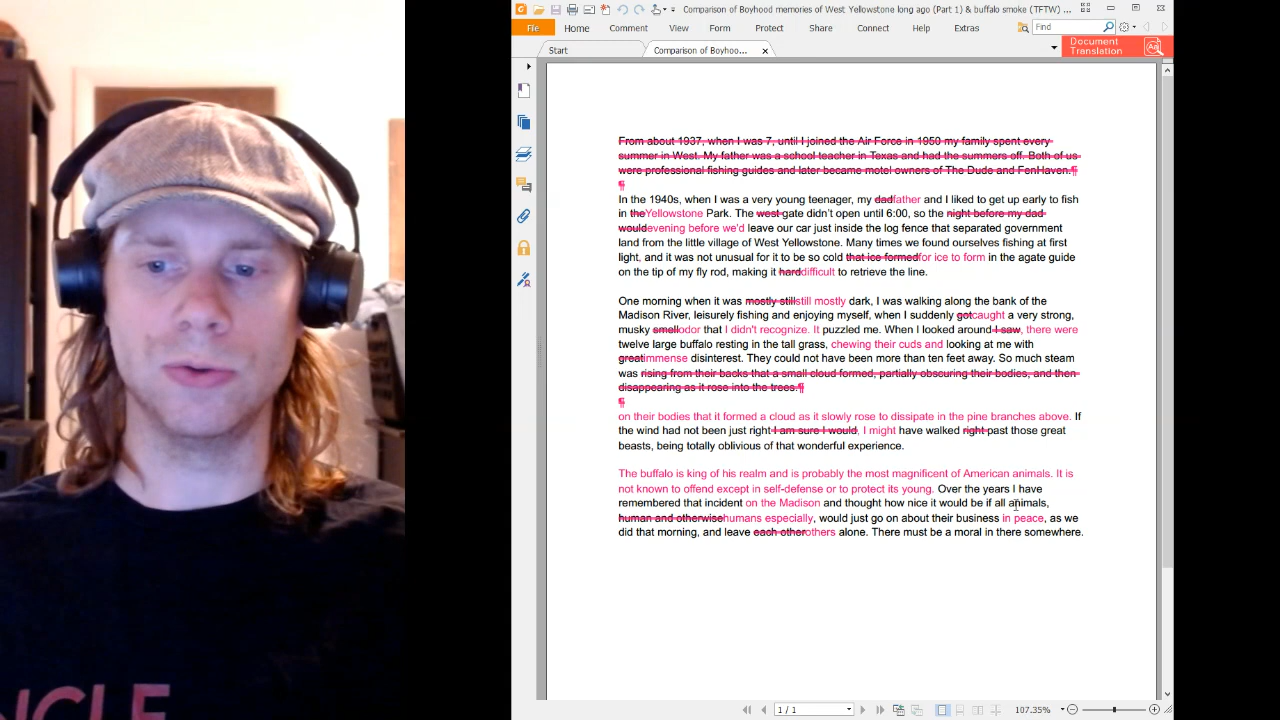 Comparison of Boyhood memories of West Yellowstone long ago (Part 1) & buffalo smoke (TFTW) ...
File Home Comment View Form Protect Share Connect Help Extras Find
Document
Translation
Start Comparison of Boyhoo...
From about 1937, when I was 7, until I joined the Air Force in 1950 my family spent every
summer in West. My father was a school teacher in Texas and had the summers off. Both of us
were professional fishing guides and later became motel owners of The Dude and FenHaven.¶
¶
In the 1940s, when I was a very young teenager, my dadfather and I liked to get up early to fish
in theYellowstone Park. The west gate didn't open until 6:00, so the night before my dad
wouldevening before we'd leave our car just inside the log fence that separated government
land from the little village of West Yellowstone. Many times we found ourselves fishing at first
light, and it was not unusual for it to be so cold that ice formedfor ice to form in the agate guide
on the tip of my fly rod, making it harddifficult to retrieve the line.
One morning when it was mostly stillstill mostly dark, I was walking along the bank of the
Madison River, leisurely fishing and enjoying myself, when I suddenly gotcaught a very strong,
musky smellodor that I didn't recognize. It puzzled me. When I looked around I saw, there were
twelve large buffalo resting in the tall grass, chewing their cuds and looking at me with
greatimmense disinterest. They could not have been more than ten feet away. So much steam
was rising from their backs that a small cloud formed, partially obscuring their bodies, and then
disappearing as it rose into the trees.¶
¶
on their bodies that it formed a cloud as it slowly rose to dissipate in the pine branches above. If
the wind had not been just right I am sure I would, I might have walked right past those great
beasts, being totally oblivious of that wonderful experience.
The buffalo is king of his realm and is probably the most magnificent of American animals. It is
not known to offend except in self-defense or to protect its young. Over the years I have
remembered that incident on the Madison and thought how nice it would be if all animals,
human and otherwisehumans especially, would just go on about their business in peace, as we
did that morning, and leave each otherothers alone. There must be a moral in there somewhere.
1 / 1 107.35%